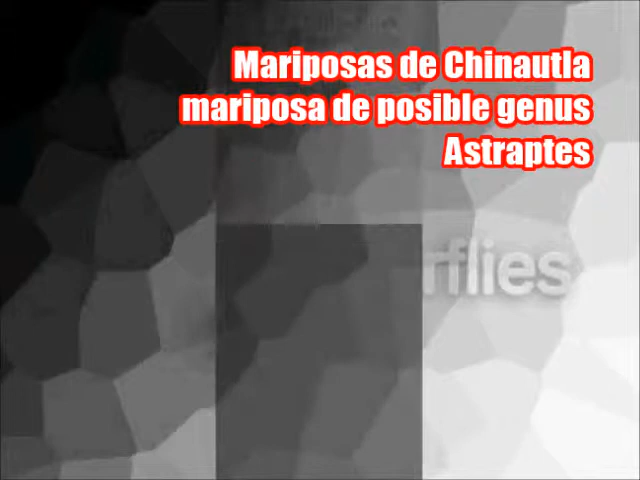 Mariposas de Chinautla
mariposa de posible genus
Astraptes
rflies